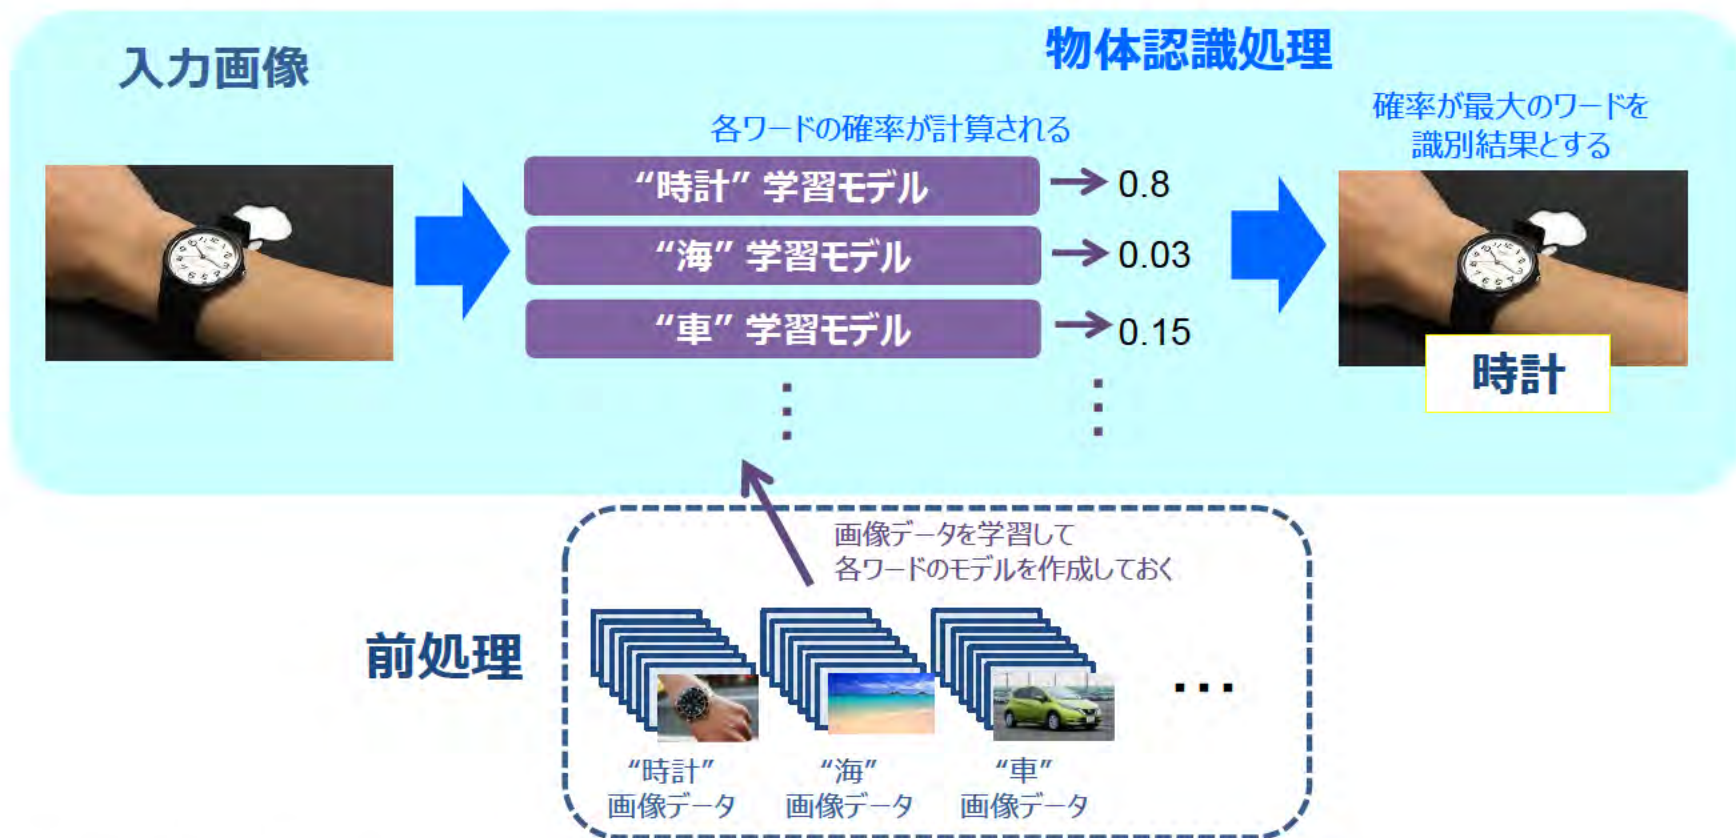 入力画像
物体認識処理
各ワードの確率が計算される
確率が最大のワードを
識別結果とする
“時計” 学習モデル
0.8
“海” 学習モデル
0.03
“車” 学習モデル
0.15
時計
画像データを学習して
各ワードのモデルを作成しておく
前処理
“時計”
画像データ
“海”
画像データ
“車”
画像データ
...